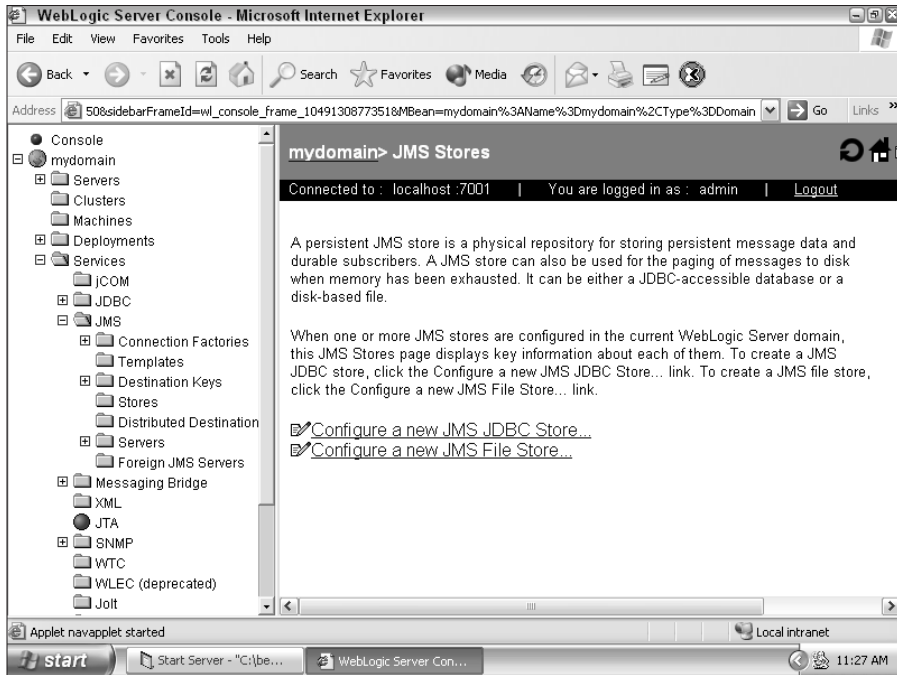 WebLogic Server Console - Microsoft Internet Explorer
File Edit View Favorites Tools Help
Back Search Favorites Media
Address 50&sidebarFrameId=wl_console_frame_1049130877351&MBean=mydomain%3AName%3Dmydomain%2CType%3DDomain Go Links »
Console
mydomain
Servers
Clusters
Machines
Deployments
Services
jCOM
JDBC
JMS
Connection Factories
Templates
Destination Keys
Stores
Distributed Destination
Servers
Foreign JMS Servers
Messaging Bridge
XML
JTA
SNMP
WTC
WLEC (deprecated)
Jolt
mydomain> JMS Stores
Connected to : localhost :7001 | You are logged in as : admin | Logout
A persistent JMS store is a physical repository for storing persistent message data and
durable subscribers. A JMS store can also be used for the paging of messages to disk
when memory has been exhausted. It can be either a JDBC-accessible database or a
disk-based file.
When one or more JMS stores are configured in the current WebLogic Server domain,
this JMS Stores page displays key information about each of them. To create a JMS
JDBC store, click the Configure a new JMS JDBC Store... link. To create a JMS file store,
click the Configure a new JMS File Store... link.
Configure a new JMS JDBC Store...
Configure a new JMS File Store...
Applet navapplet started Local intranet
start Start Server - "C:\be... WebLogic Server Con... 11:27 AM